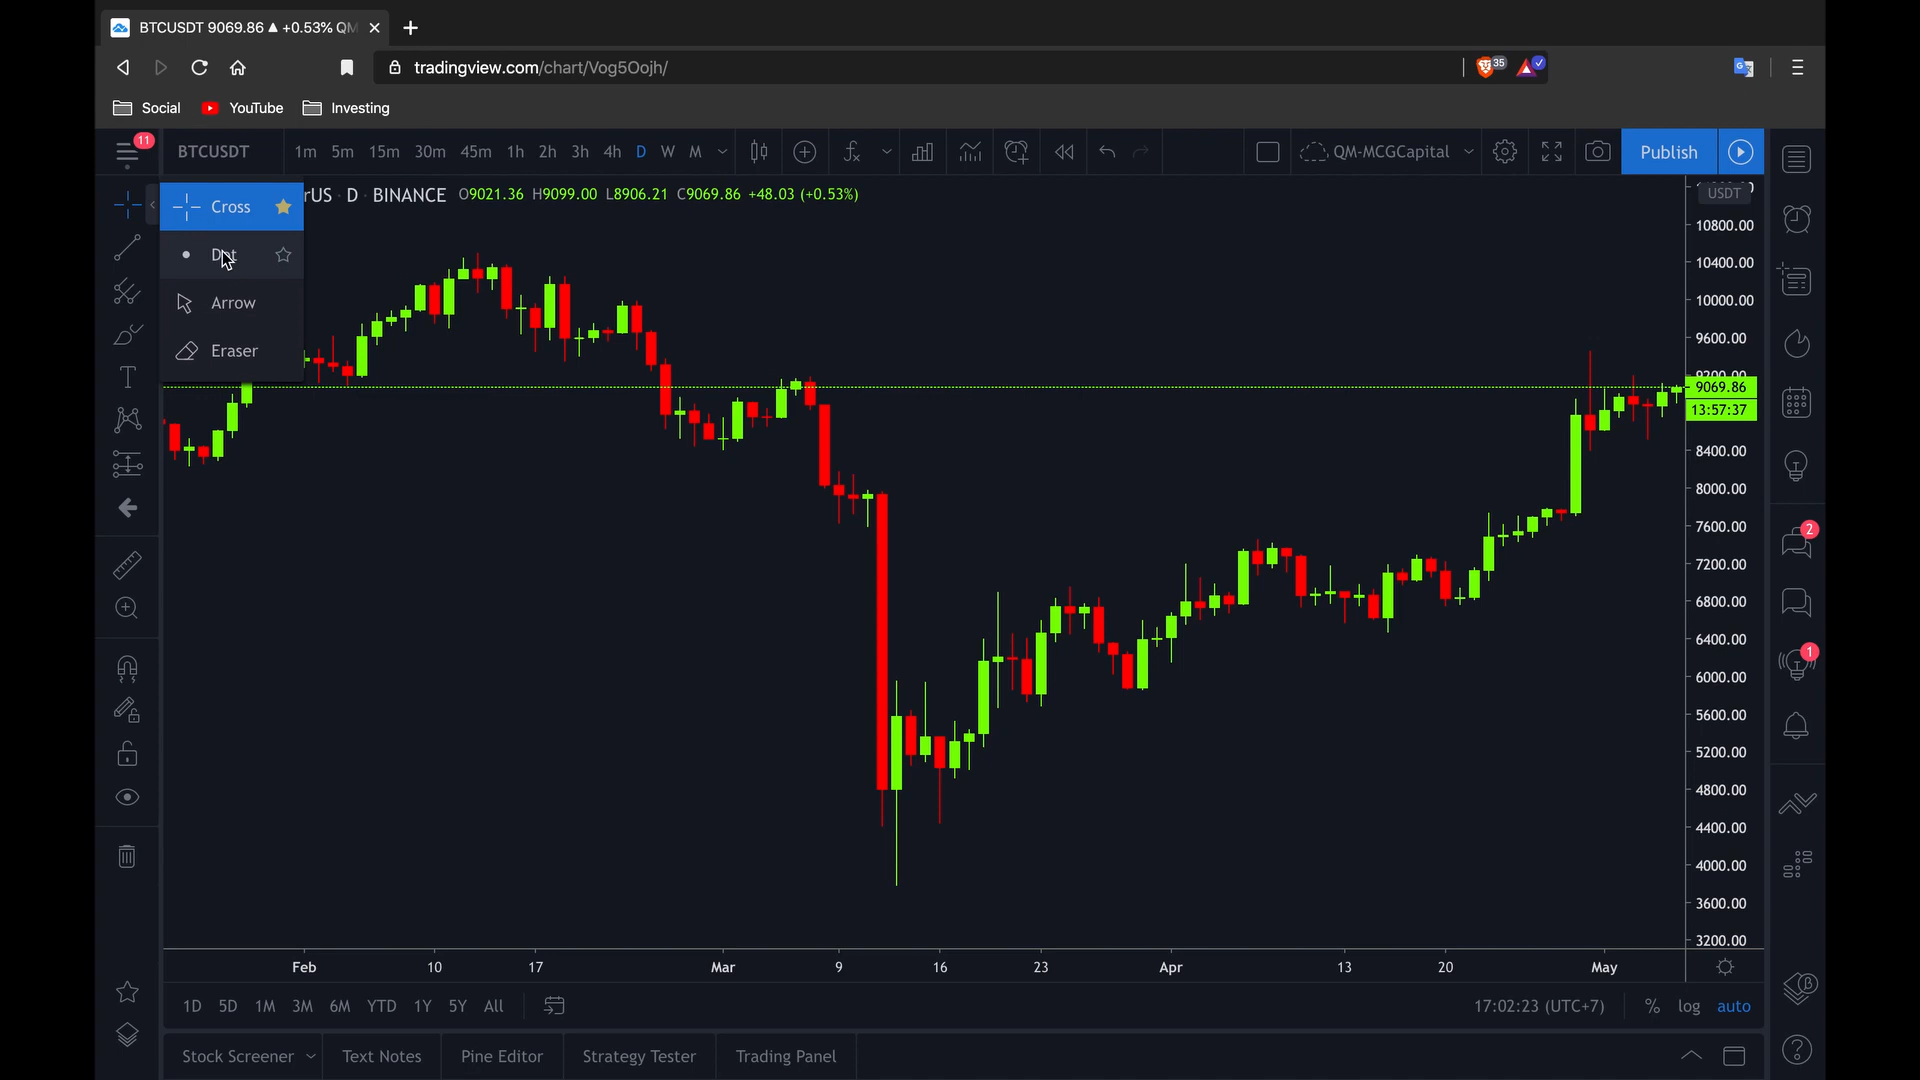 BTCUSDT 9069.86 ▲ +0.53% QM
tradingview.com/chart/Vog5Oojh/
35
Social YouTube Investing
11
BTCUSDT 1m 5m 15m 30m 45m 1h 2h 3h 4h D W M QM-MCGCapital Publish
Cross
rUS · D · BINANCE O9021.36 H9099.00 L8906.21 C9069.86 +48.03 (+0.53%)
USDT
Dot
Arrow
Eraser
10800.00
10400.00
10000.00
9600.00
9069.86
13:57:37
8400.00
8000.00
7600.00
7200.00
6800.00
6400.00
6000.00
5600.00
5200.00
4800.00
4400.00
4000.00
3600.00
3200.00
2
1
Feb 10 17 Mar 9 16 23 Apr 13 20 May
1D 5D 1M 3M 6M YTD 1Y 5Y All 17:02:23 (UTC+7) % log auto
Stock Screener Text Notes Pine Editor Strategy Tester Trading Panel